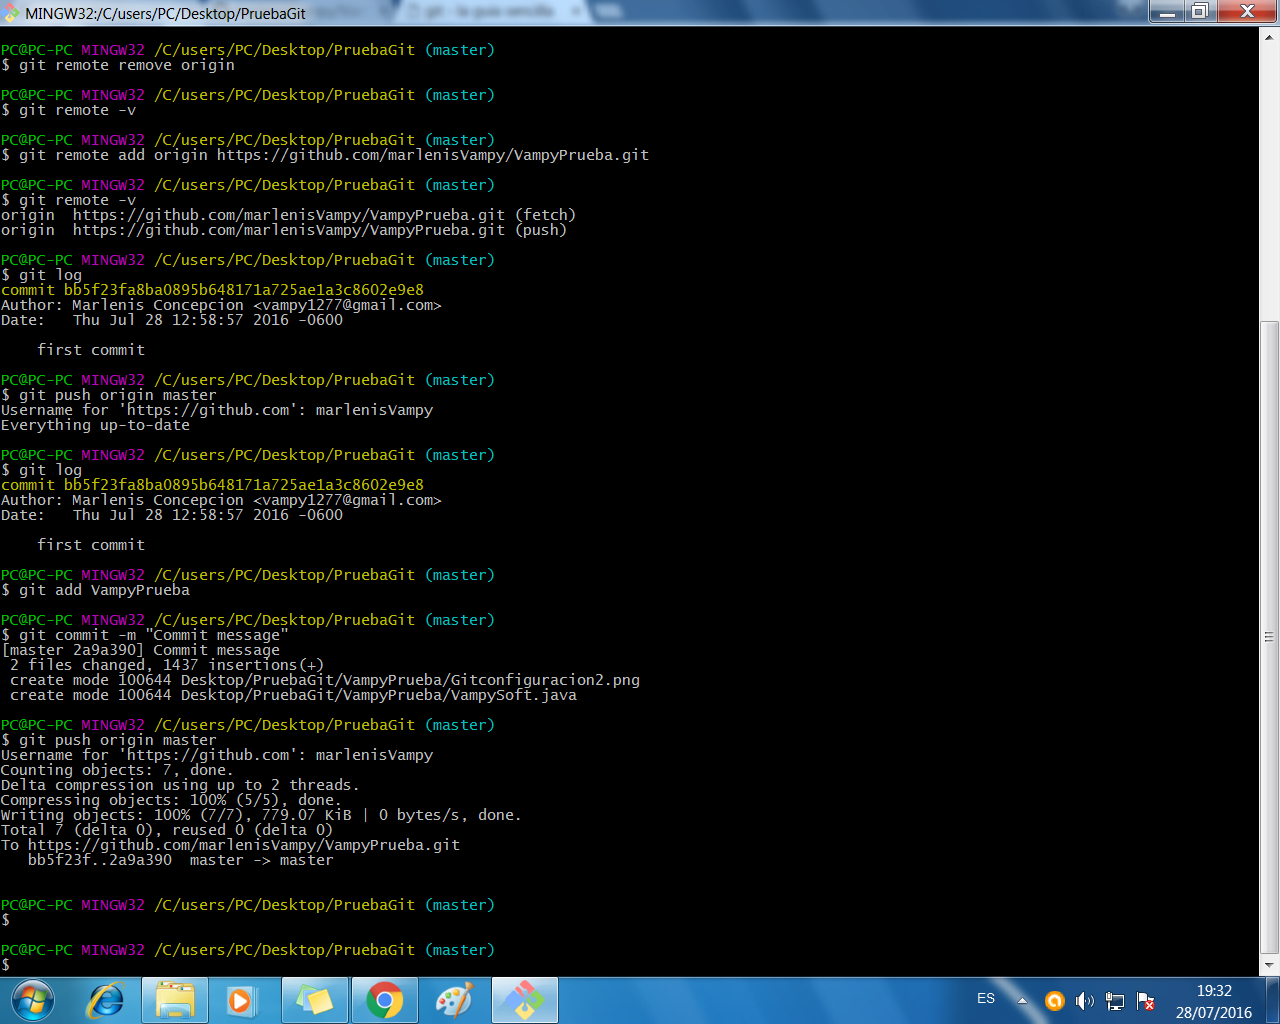 MINGW32:/C/users/PC/Desktop/PruebaGit
PC@PC-PC MINGW32 /C/users/PC/Desktop/PruebaGit (master)
$ git remote remove origin
PC@PC-PC MINGW32 /C/users/PC/Desktop/PruebaGit (master)
$ git remote -v
PC@PC-PC MINGW32 /C/users/PC/Desktop/PruebaGit (master)
$ git remote add origin https://github.com/marlenisVampy/VampyPrueba.git
PC@PC-PC MINGW32 /C/users/PC/Desktop/PruebaGit (master)
$ git remote -v
origin  https://github.com/marlenisVampy/VampyPrueba.git (fetch)
origin  https://github.com/marlenisVampy/VampyPrueba.git (push)
PC@PC-PC MINGW32 /C/users/PC/Desktop/PruebaGit (master)
$ git log
commit bb5f23fa8ba0895b648171a725ae1a3c8602e9e8
Author: Marlenis Concepcion <vampy1277@gmail.com>
Date:   Thu Jul 28 12:58:57 2016 -0600
first commit
PC@PC-PC MINGW32 /C/users/PC/Desktop/PruebaGit (master)
$ git push origin master
Username for 'https://github.com': marlenisVampy
Everything up-to-date
PC@PC-PC MINGW32 /C/users/PC/Desktop/PruebaGit (master)
$ git log
commit bb5f23fa8ba0895b648171a725ae1a3c8602e9e8
Author: Marlenis Concepcion <vampy1277@gmail.com>
Date:   Thu Jul 28 12:58:57 2016 -0600
first commit
PC@PC-PC MINGW32 /C/users/PC/Desktop/PruebaGit (master)
$ git add VampyPrueba
PC@PC-PC MINGW32 /C/users/PC/Desktop/PruebaGit (master)
$ git commit -m "Commit message"
[master 2a9a390] Commit message
2 files changed, 1437 insertions(+)
create mode 100644 Desktop/PruebaGit/VampyPrueba/Gitconfiguracion2.png
create mode 100644 Desktop/PruebaGit/VampyPrueba/VampySoft.java
PC@PC-PC MINGW32 /C/users/PC/Desktop/PruebaGit (master)
$ git push origin master
Username for 'https://github.com': marlenisVampy
Counting objects: 7, done.
Delta compression using up to 2 threads.
Compressing objects: 100% (5/5), done.
Writing objects: 100% (7/7), 779.07 KiB | 0 bytes/s, done.
Total 7 (delta 0), reused 0 (delta 0)
To https://github.com/marlenisVampy/VampyPrueba.git
bb5f23f..2a9a390  master -> master
PC@PC-PC MINGW32 /C/users/PC/Desktop/PruebaGit (master)
$
PC@PC-PC MINGW32 /C/users/PC/Desktop/PruebaGit (master)
$
ES
19:32
28/07/2016